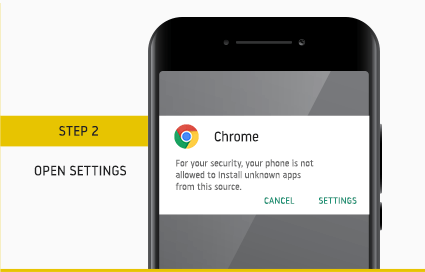 STEP 2
OPEN SETTINGS
Chrome
For your security, your phone is not
allowed to install unknown apps
from this source.
CANCEL SETTINGS